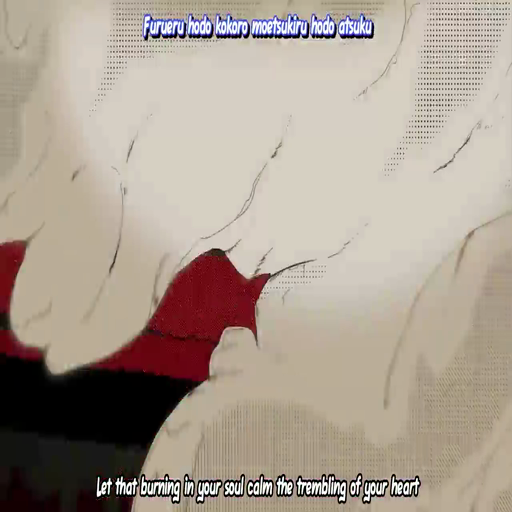 Furueru hodo kokoro moetsukiru hodo atsuku
Let that burning in your soul calm the trembling of your heart